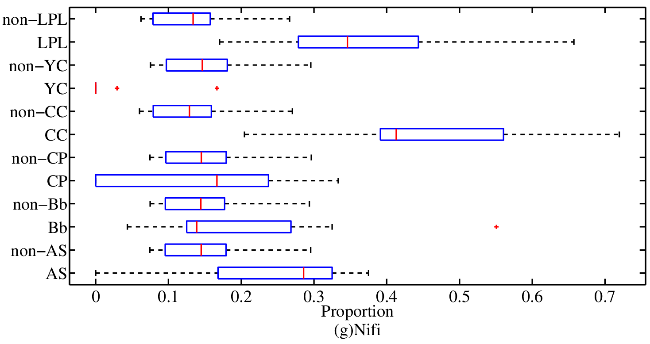 non−LPL
LPL
non−YC
YC
non−CC
CC
non−CP
CP
non−Bb
Bb
non−AS
AS
0 0.1 0.2 0.3 0.4 0.5 0.6 0.7
Proportion
(g)Nifi